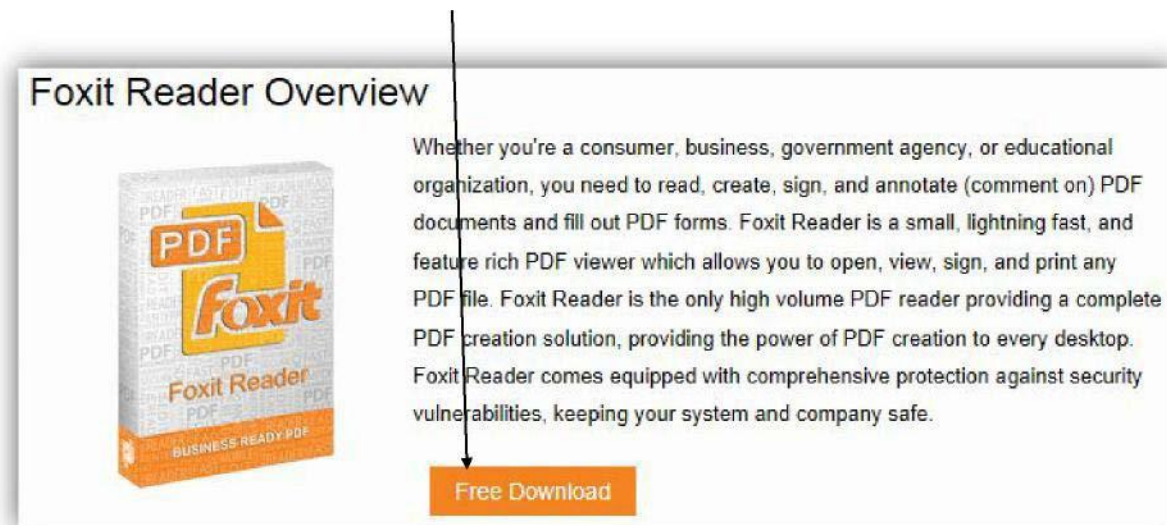 Foxit Reader Overview
Whether you're a consumer, business, government agency, or educational
organization, you need to read, create, sign, and annotate (comment on) PDF
documents and fill out PDF forms. Foxit Reader is a small, lightning fast, and
feature rich PDF viewer which allows you to open, view, sign, and print any
PDF file. Foxit Reader is the only high volume PDF reader providing a complete
PDF creation solution, providing the power of PDF creation to every desktop.
Foxit Reader comes equipped with comprehensive protection against security
vulnerabilities, keeping your system and company safe.
PDF
foxit
Foxit Reader
BUSINESS READY PDF
Free Download